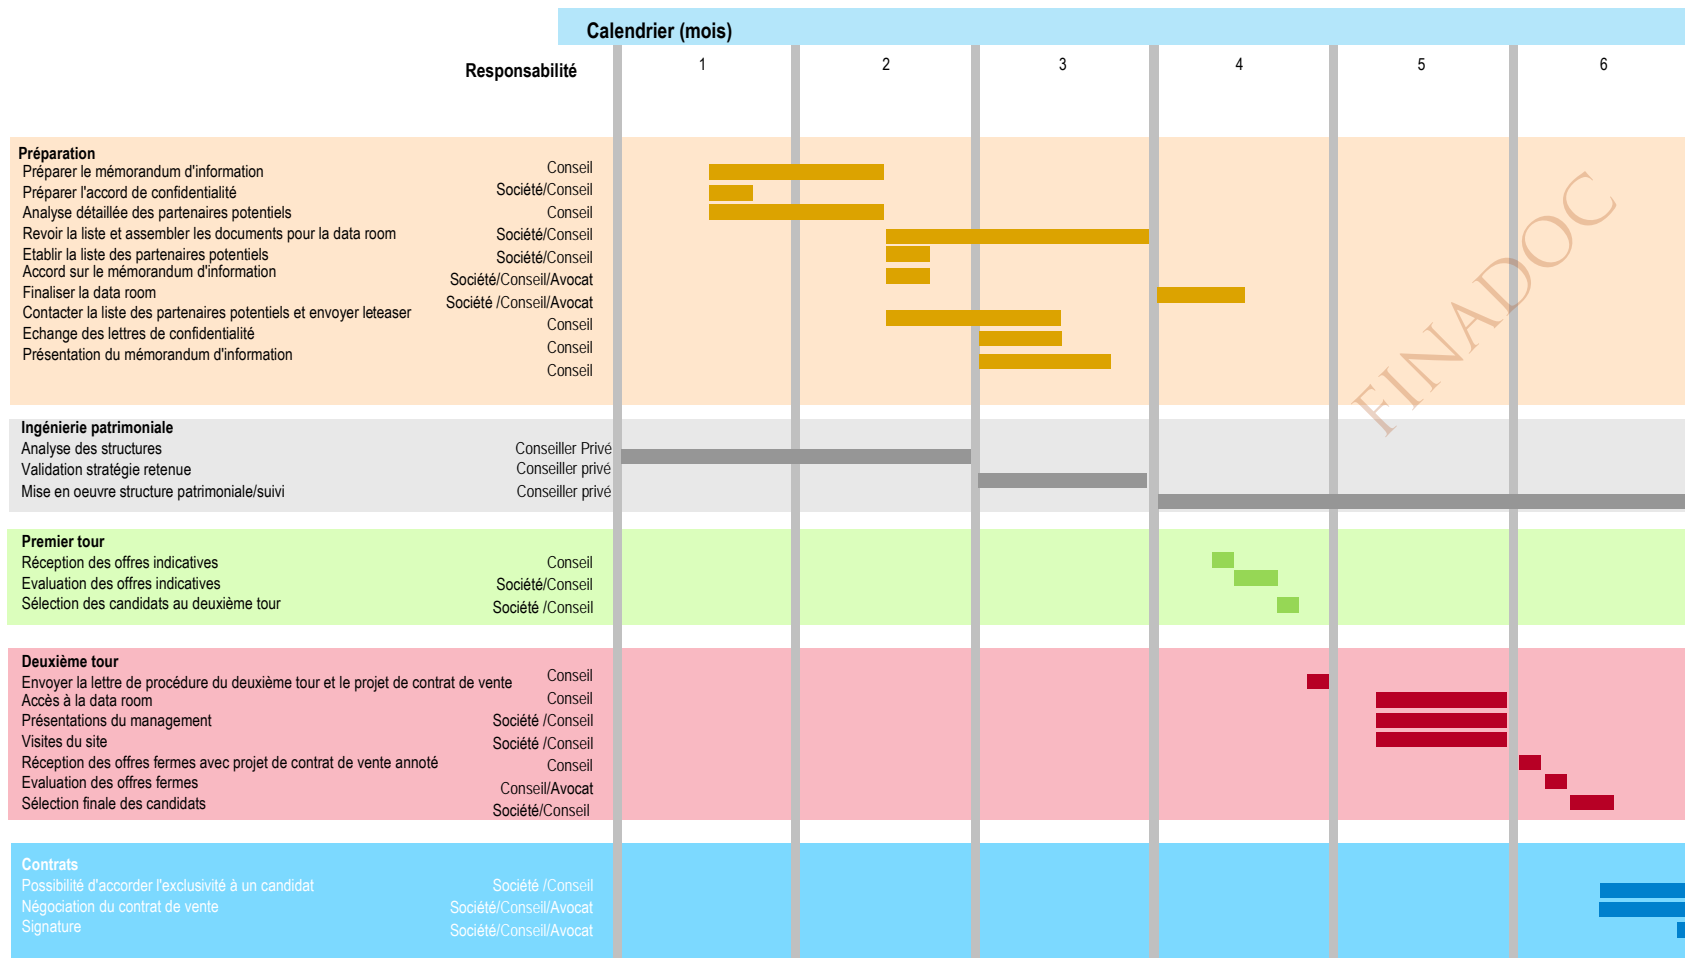 Calendrier (mois)
Responsabilité 1 2 3 4 5 6
Préparation
Préparer le mémorandum d'information Conseil
Préparer l'accord de confidentialité Société/Conseil
Analyse détaillée des partenaires potentiels Conseil
Revoir la liste et assembler les documents pour la data room Société/Conseil
Etablir la liste des partenaires potentiels Société/Conseil
Accord sur le mémorandum d'information Société/Conseil/Avocat
Finaliser la data room Société /Conseil/Avocat
Contacter la liste des partenaires potentiels et envoyer leteaser Conseil
Echange des lettres de confidentialité Conseil
Présentation du mémorandum d'information Conseil
FINADOC
Ingénierie patrimoniale
Analyse des structures Conseiller Privé
Validation stratégie retenue Conseiller privé
Mise en oeuvre structure patrimoniale/suivi Conseiller privé
Premier tour
Réception des offres indicatives Conseil
Evaluation des offres indicatives Société/Conseil
Sélection des candidats au deuxième tour Société /Conseil
Deuxième tour
Envoyer la lettre de procédure du deuxième tour et le projet de contrat de vente Conseil
Accès à la data room Conseil
Présentations du management Société /Conseil
Visites du site Société /Conseil
Réception des offres fermes avec projet de contrat de vente annoté Conseil
Evaluation des offres fermes Conseil/Avocat
Sélection finale des candidats Société/Conseil
Contrats
Possibilité d'accorder l'exclusivité à un candidat Société /Conseil
Négociation du contrat de vente Société/Conseil/Avocat
Signature Société/Conseil/Avocat